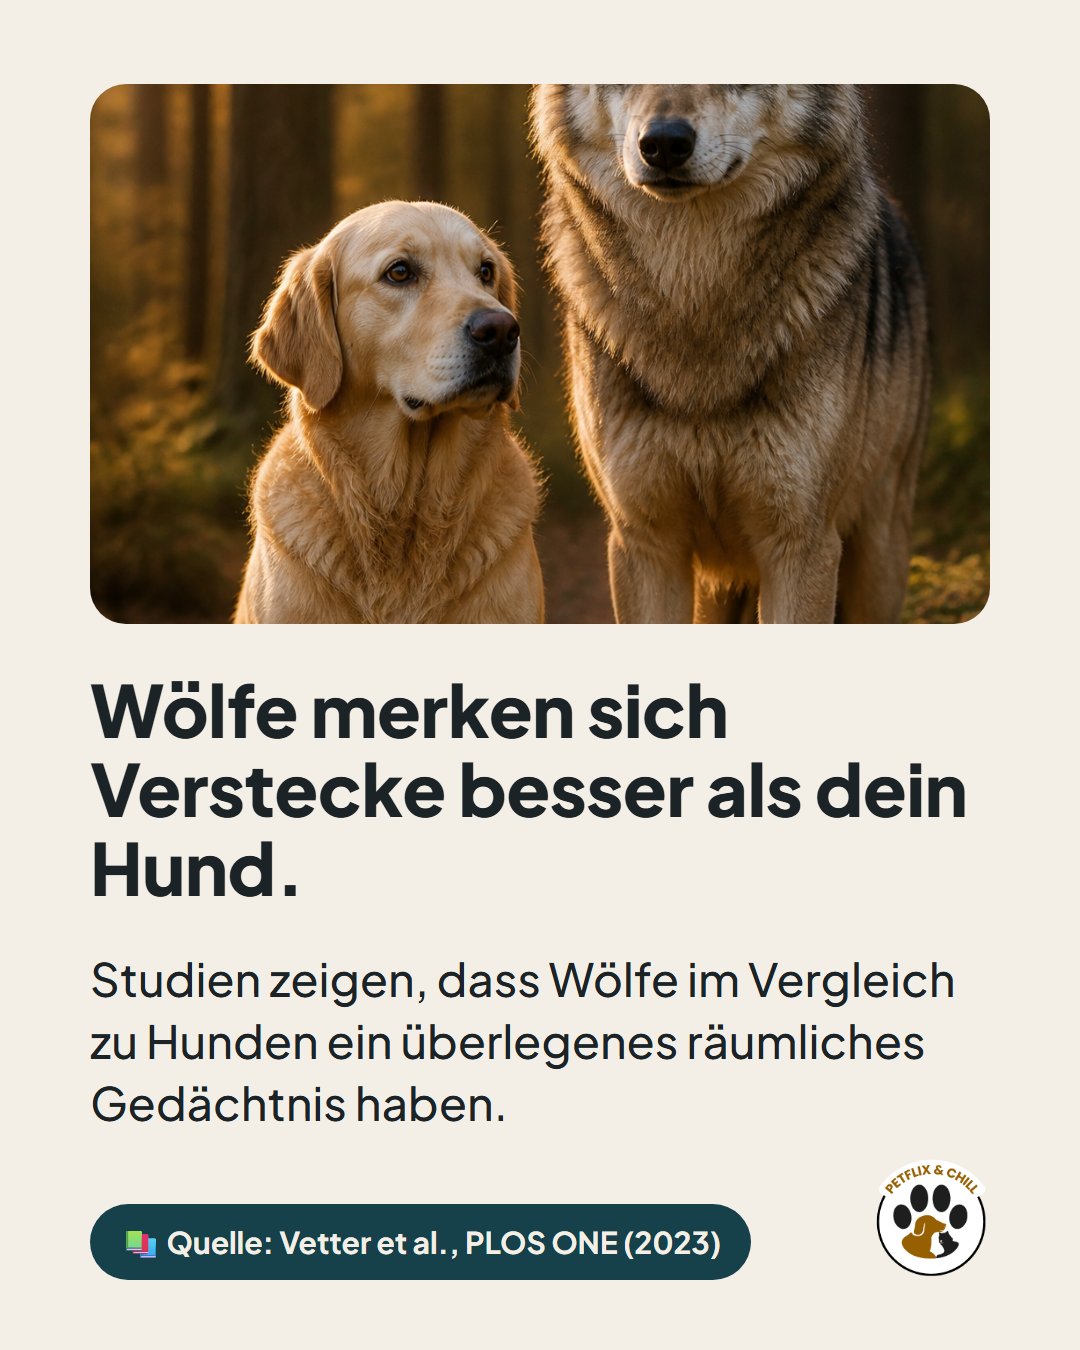 Wölfe merken sich
Verstecke besser als dein
Hund.
Studien zeigen, dass Wölfe im Vergleich
zu Hunden ein überlegenes räumliches
Gedächtnis haben.
PETFLIX & CHILL
Quelle: Vetter et al., PLOS ONE (2023)